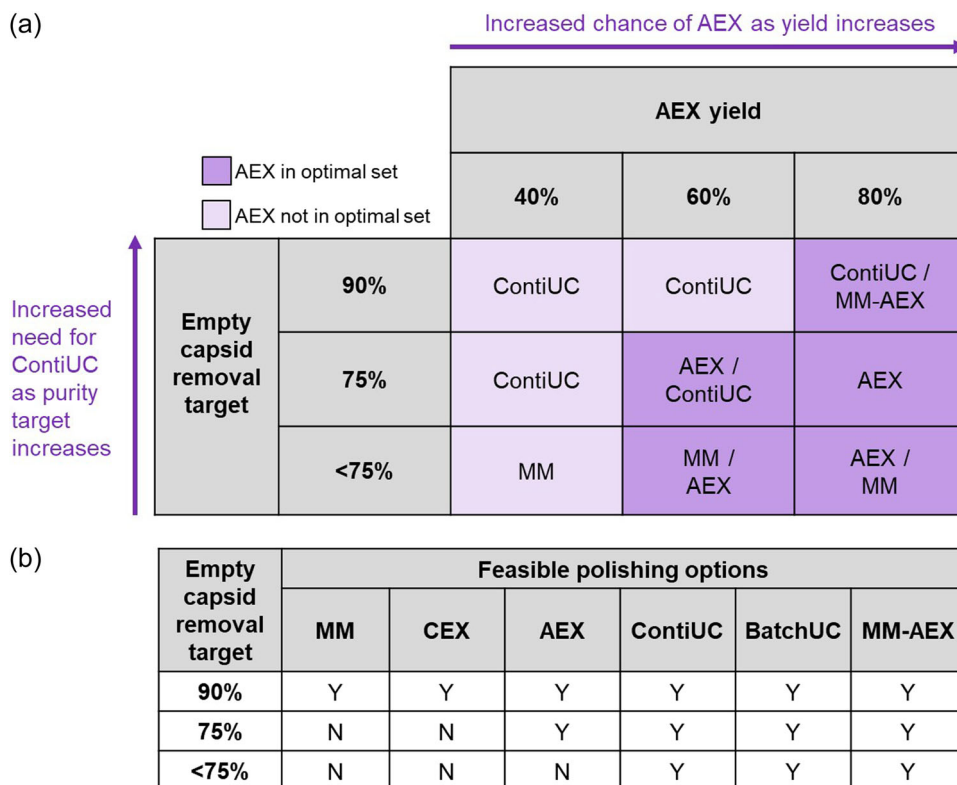 (a)
Increased chance of AEX as yield increases
AEX yield
AEX in optimal set
AEX not in optimal set
40% 60% 80%
Increased
need for
ContiUC
as purity
target
increases
Empty
capsid
removal
target
90% ContiUC ContiUC ContiUC /
MM-AEX
75% ContiUC AEX /
ContiUC AEX
<75% MM MM /
AEX AEX /
MM
(b)
Empty
capsid
removal
target
Feasible polishing options
MM CEX AEX ContiUC BatchUC MM-AEX
90% Y Y Y Y Y Y
75% N N Y Y Y Y
<75% N N N Y Y Y